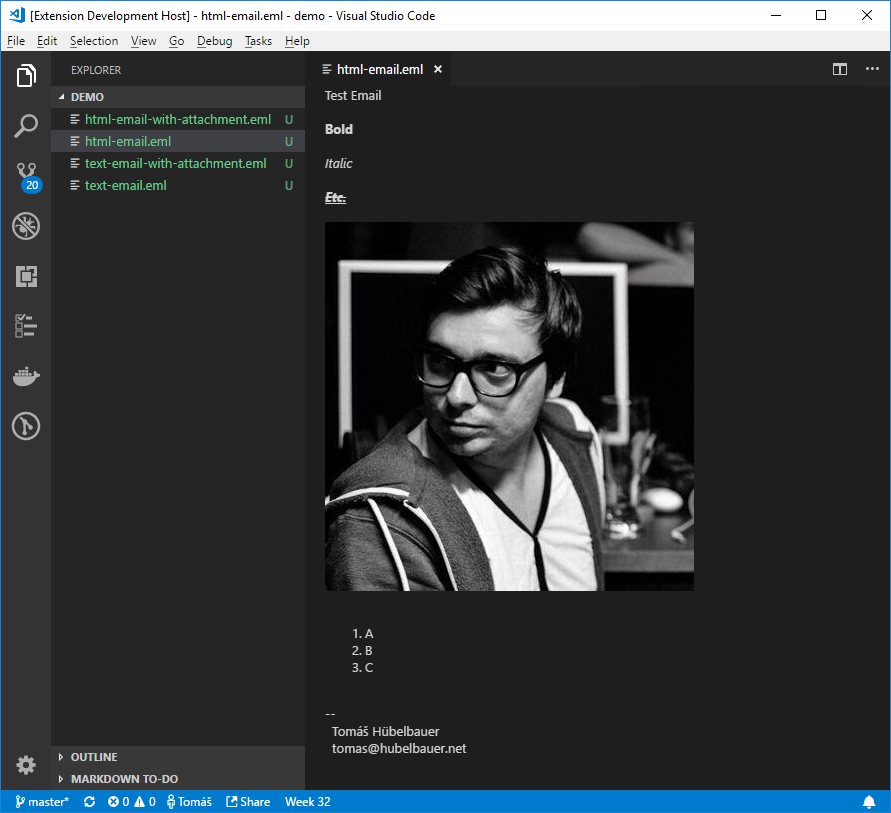 [Extension Development Host] - html-email.eml - demo - Visual Studio Code
File Edit Selection View Go Debug Tasks Help
EXPLORER
DEMO
html-email-with-attachment.eml U
html-email.eml U
text-email-with-attachment.eml U
text-email.eml U
20
OUTLINE
MARKDOWN TO-DO
html-email.eml
Test Email
Bold
Italic
Etc.
1. A
2. B
3. C
--
Tomáš Hübelbauer
tomas@hubelbauer.net
master* 0 0 Tomáš Share Week 32